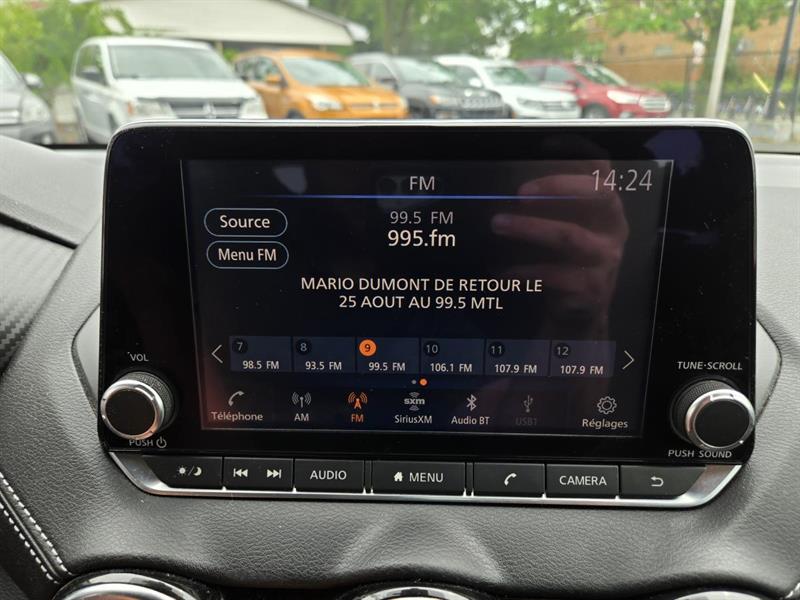 FM
14:24
Source
99.5 FM
995.fm
Menu FM
MARIO DUMONT DE RETOUR LE
25 AOUT AU 99.5 MTL
7 8 9 10 11 12
98.5 FM 93.5 FM 99.5 FM 106.1 FM 107.9 FM 107.9 FM
sxm
Téléphone AM FM SiriusXM Audio BT USB1 Réglages
VOL
TUNE·SCROLL
PUSH
PUSH SOUND
AUDIO MENU CAMERA